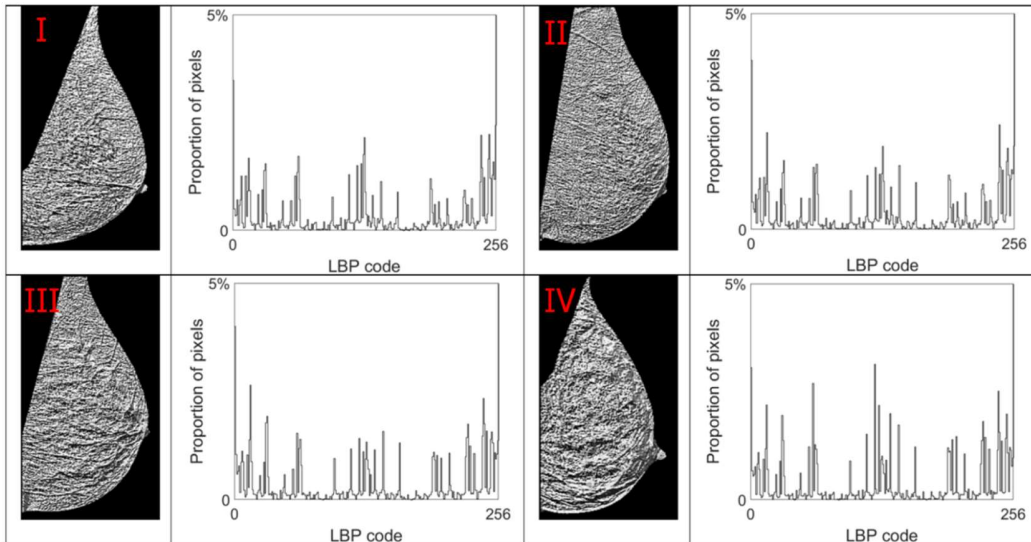 I
5%
Proportion of pixels
0
0
256
LBP code
II
5%
Proportion of pixels
0
0
256
LBP code
III
5%
Proportion of pixels
0
0
256
LBP code
IV
5%
Proportion of pixels
0
0
256
LBP code